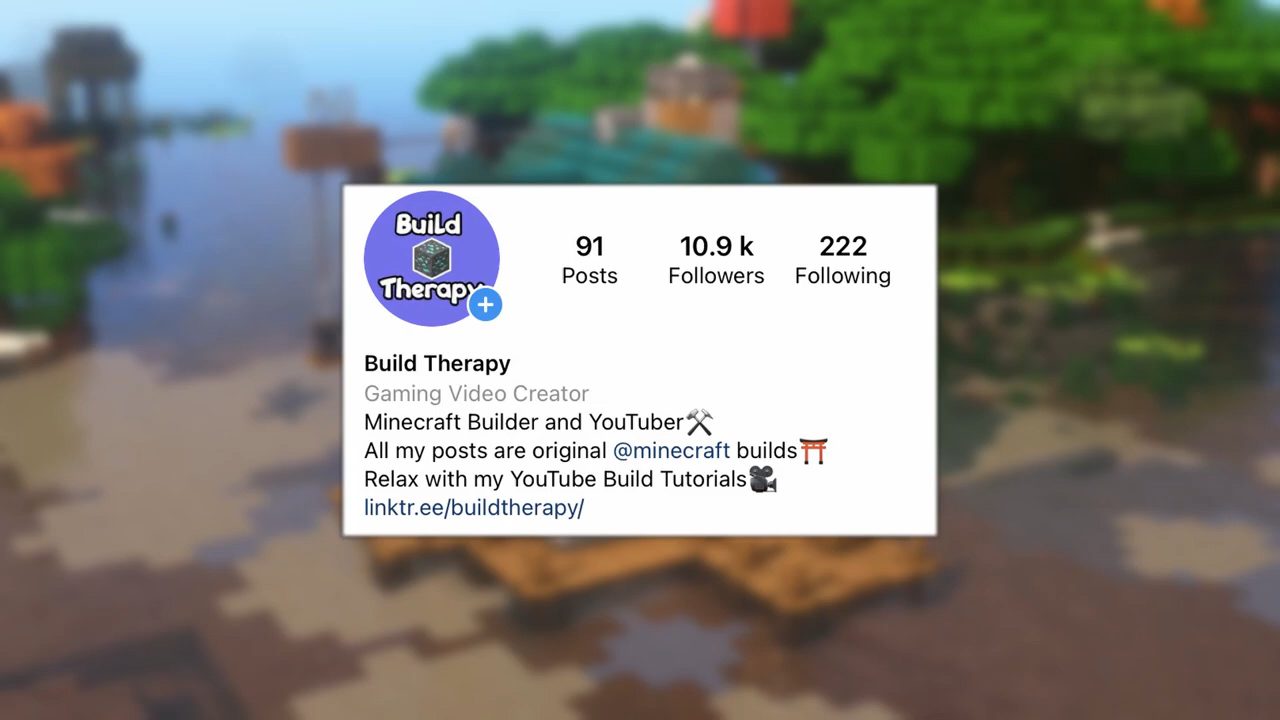 Build
Therapy
91
Posts
10.9 k
Followers
222
Following
Build Therapy
Gaming Video Creator
Minecraft Builder and YouTuber⚒️
All my posts are original @minecraft builds⛩️
Relax with my YouTube Build Tutorials🎥
linktr.ee/buildtherapy/